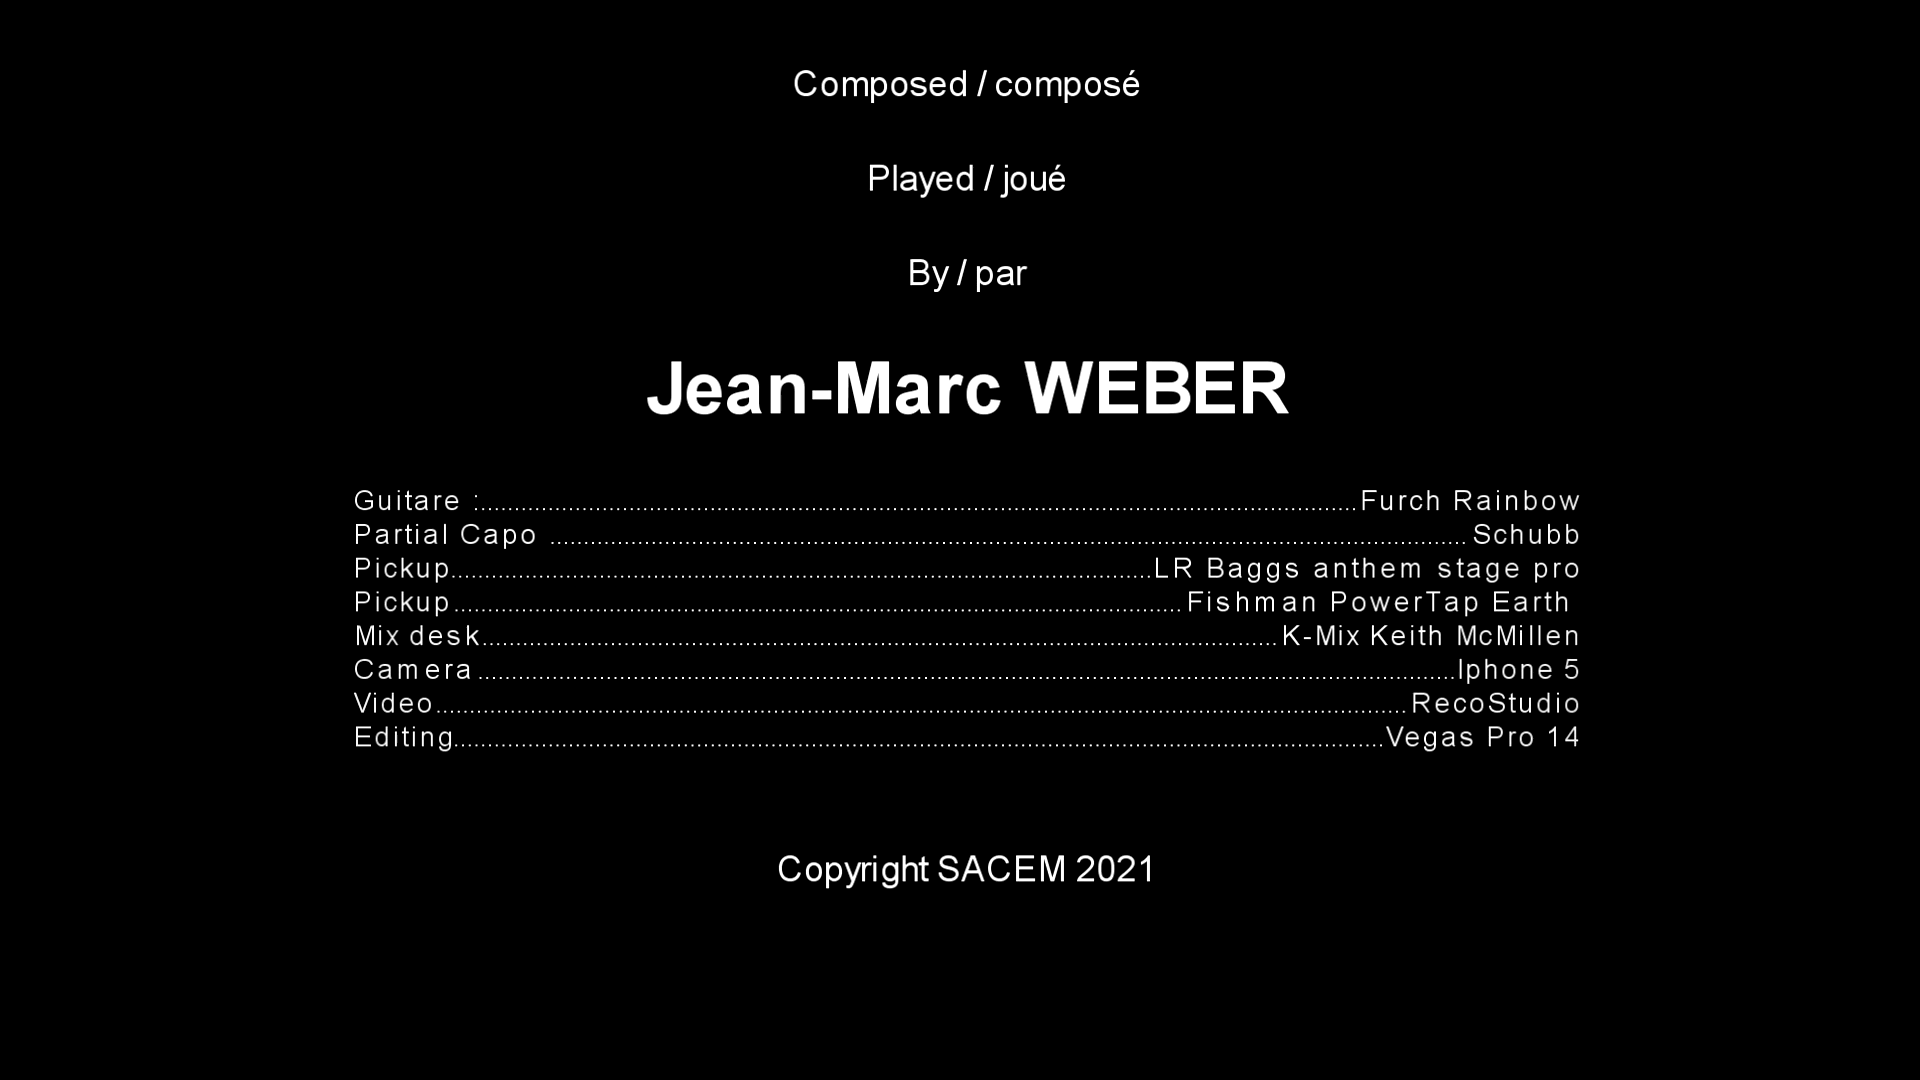 Composed / composé
Played / joué
By / par
Jean-Marc WEBER
Guitare :........................................Furch Rainbow
Partial Capo ........................................Schubb
Pickup........................................LR Baggs anthem stage pro
Pickup........................................Fishman PowerTap Earth
Mix desk........................................K-Mix Keith McMillen
Camera........................................Iphone 5
Video........................................RecoStudio
Editing........................................Vegas Pro 14
Copyright SACEM 2021